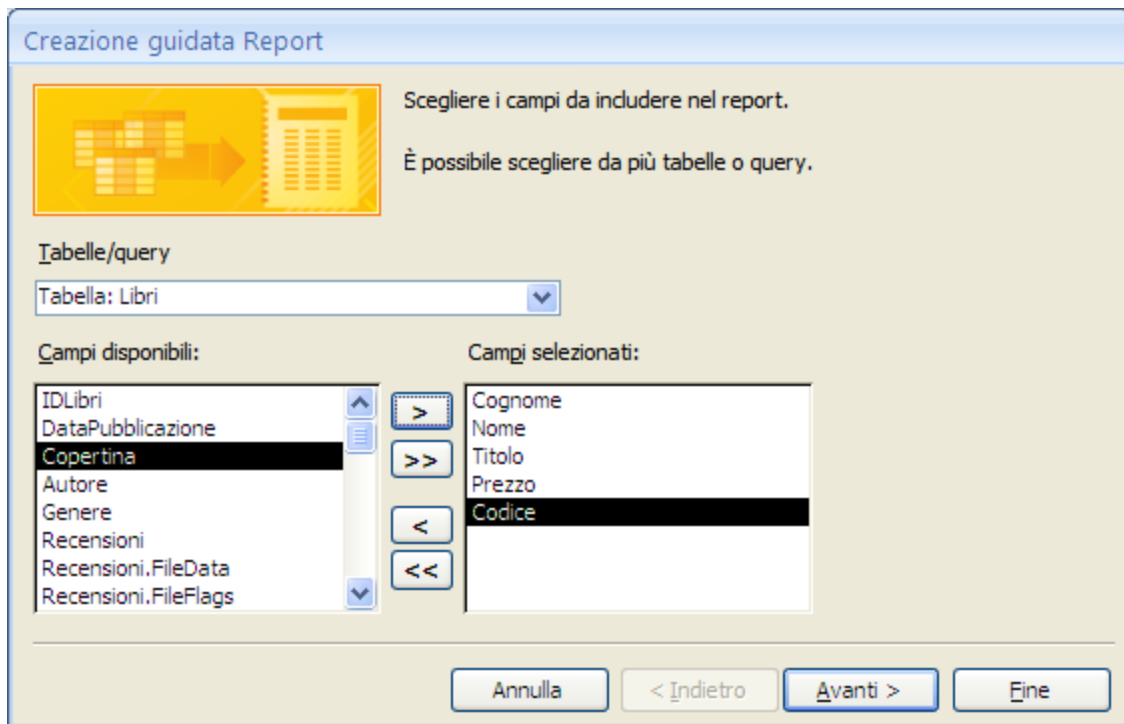 Creazione guidata Report
Scegliere i campi da includere nel report.
È possibile scegliere da più tabelle o query.
Tabelle/query
Tabella: Libri
Campi disponibili:
Campi selezionati:
IDLibri
DataPubblicazione
Copertina
Autore
Genere
Recensioni
Recensioni.FileData
Recensioni.FileFlags
>
>>
<
<<
Cognome
Nome
Titolo
Prezzo
Codice
Annulla
< Indietro
Avanti >
Fine